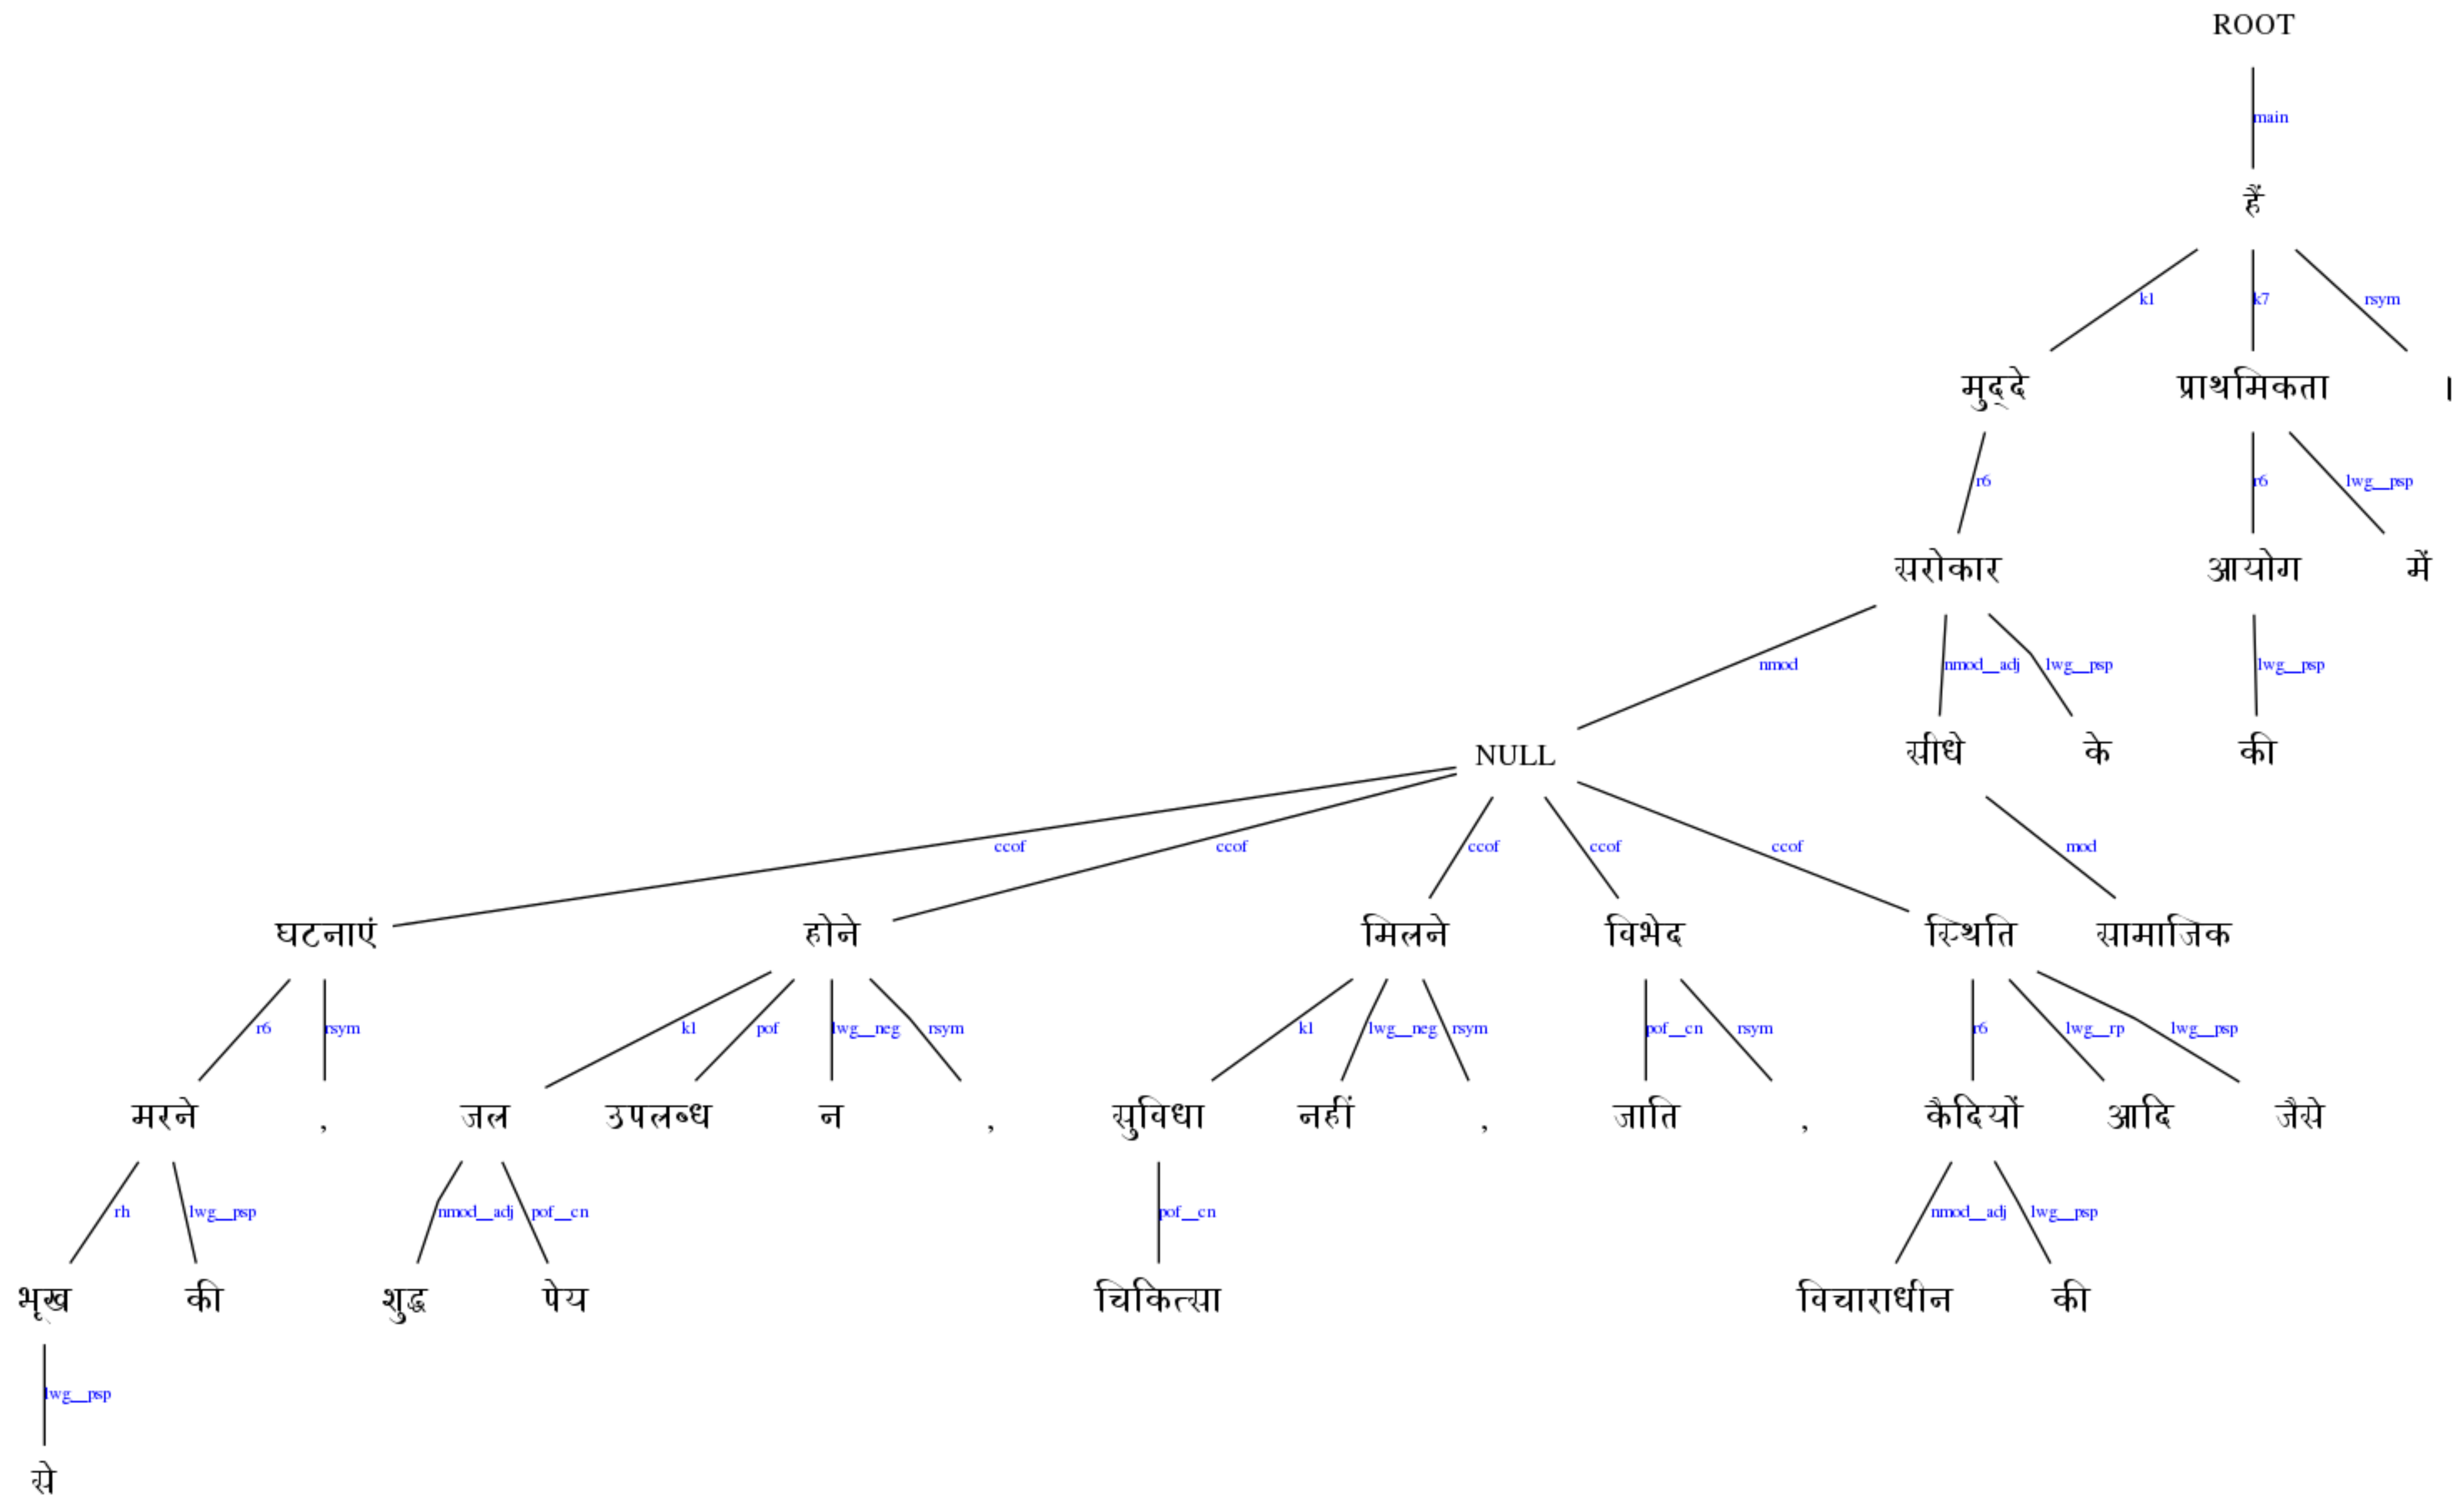 ROOT
main
हैं
k1 k7 rsym
मुद्‌दे प्राथमिकता ।
r6 r6 lwg__psp
सरोकार आयोग में
nmod nmod__adj lwg__psp lwg__psp
NULL सीधे के की
ccof ccof ccof ccof ccof mod
घटनाएं होने मिलने विभेद स्थिति सामाजिक
r6 rsym k1 pof lwg__neg rsym k1 lwg__neg rsym pof__cn rsym r6 lwg__rp lwg__psp
मरने , जल उपलब्ध न , सुविधा नहीं , जाति , कैदियों आदि जैसे
rh lwg__psp nmod__adj pof__cn pof__cn nmod__adj lwg__psp
भूख की शुद्ध पेय चिकित्सा विचाराधीन की
lwg__psp
से